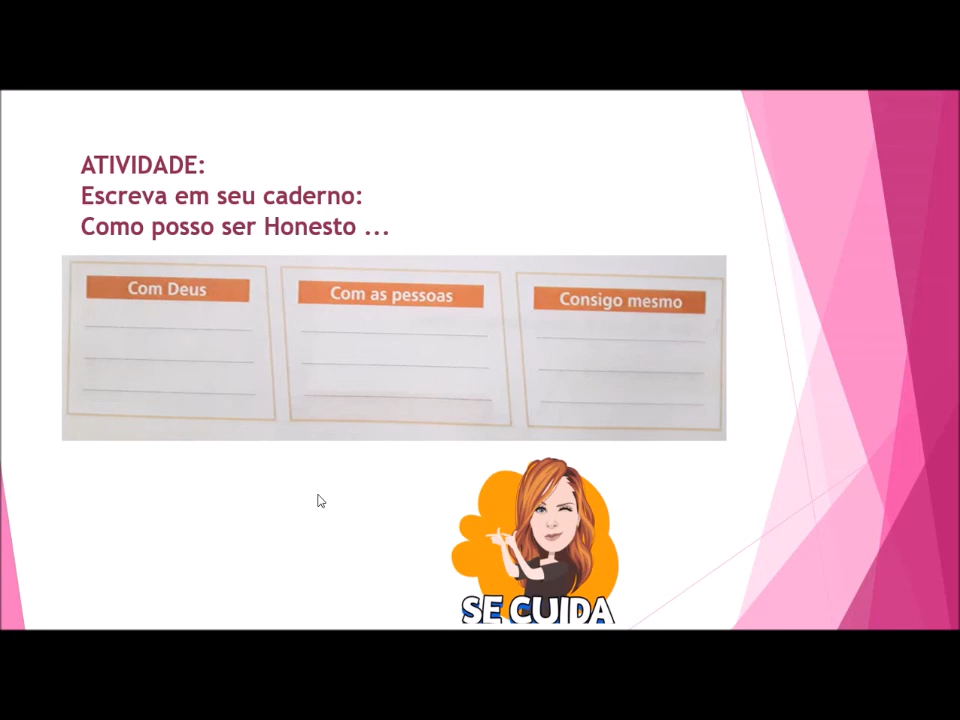 ATIVIDADE:
Escreva em seu caderno:
Como posso ser Honesto ...
Com Deus
Com as pessoas
Consigo mesmo
SE CUIDA